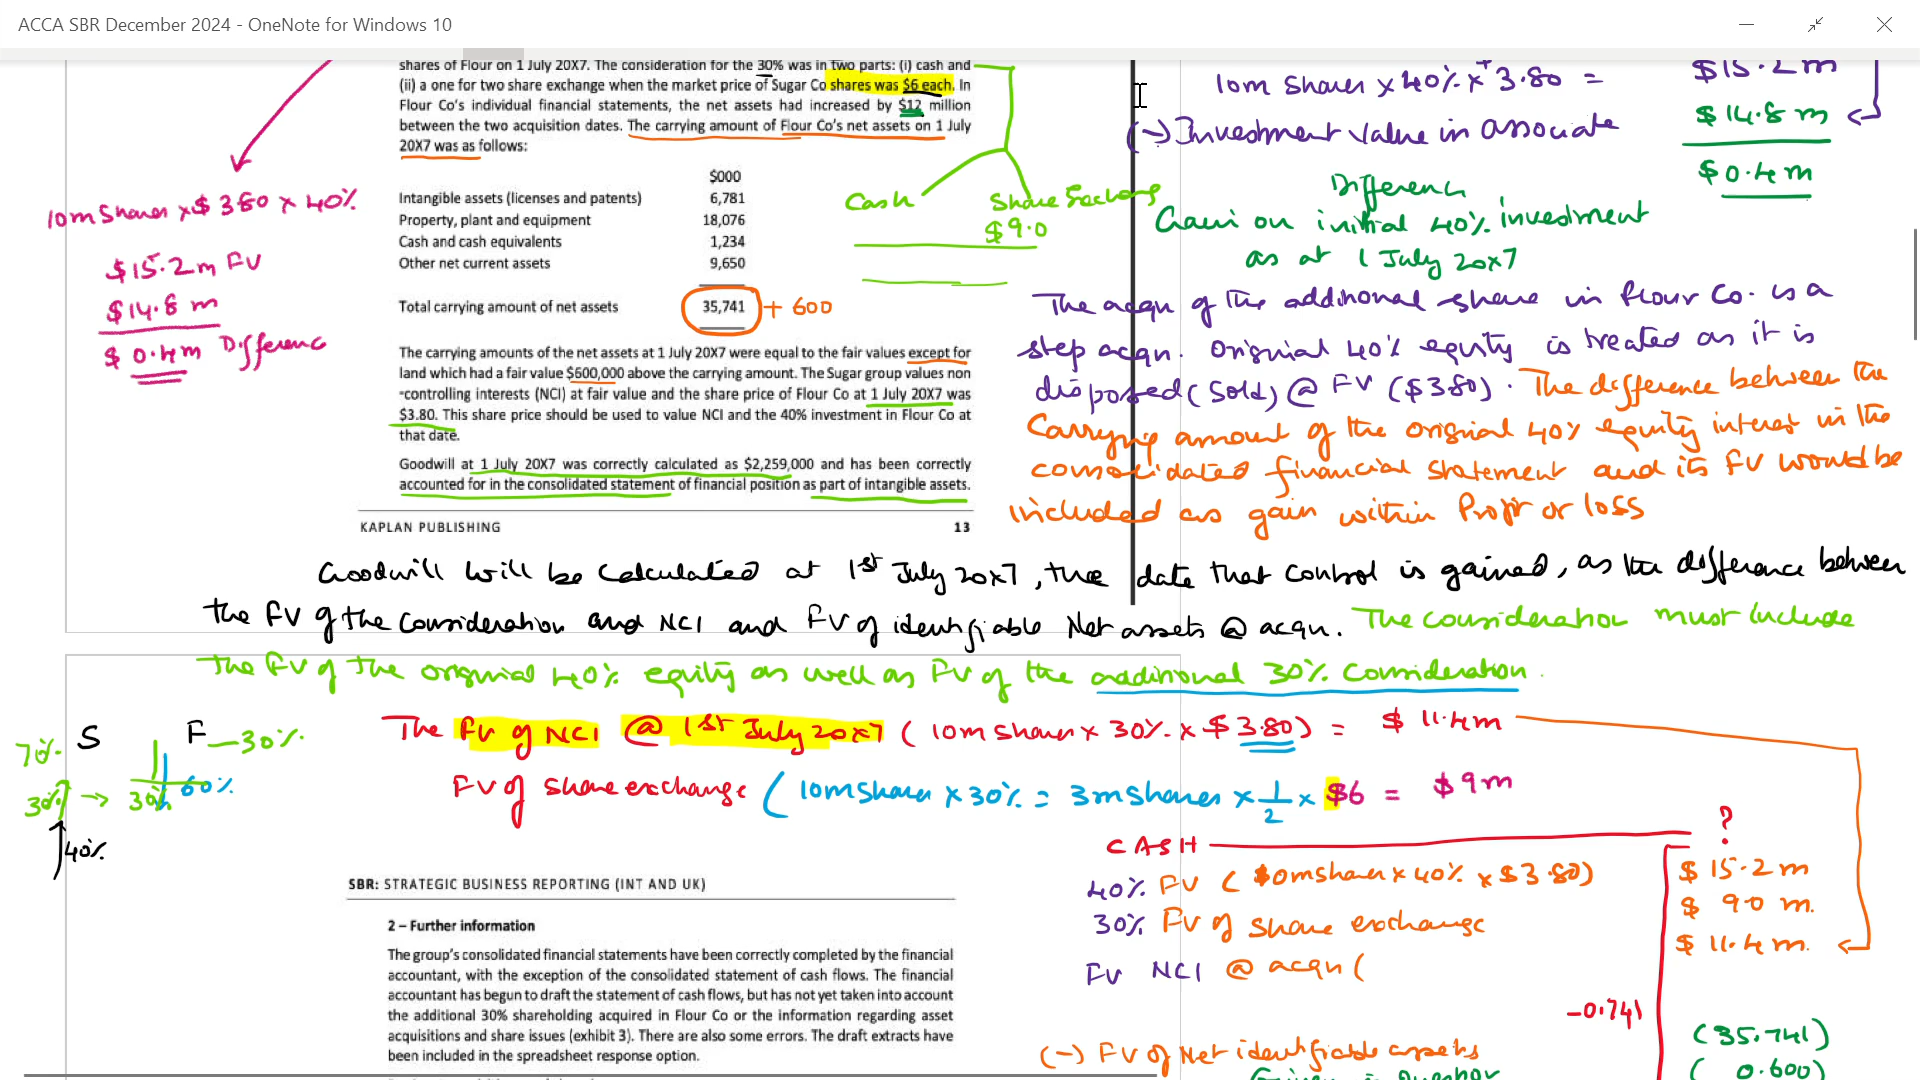 ACCA SBR December 2024 - OneNote for Windows 10
shares of Flour on 1 July 20X7. The consideration for the 30% was in two parts: (i) cash and
(ii) a one for two share exchange when the market price of Sugar Co shares was $6 each. In
Flour Co's individual financial statements, the net assets had increased by $12 million
between the two acquisition dates. The carrying amount of Flour Co's net assets on 1 July
20X7 was as follows:
$000
Intangible assets (licenses and patents) 6,781
Property, plant and equipment 18,076
Cash and cash equivalents 1,234
Other net current assets 9,650
Total carrying amount of net assets 35,741 + 600
The carrying amounts of the net assets at 1 July 20X7 were equal to the fair values except for
land which had a fair value $600,000 above the carrying amount. The Sugar group values non
-controlling interests (NCI) at fair value and the share price of Flour Co at 1 July 20X7 was
$3.80. This share price should be used to value NCI and the 40% investment in Flour Co at
that date.
Goodwill at 1 July 20X7 was correctly calculated as $2,259,000 and has been correctly
accounted for in the consolidated statement of financial position as part of intangible assets.
KAPLAN PUBLISHING 13
10m Shares x $ 3.80 x 40%
$15.2m FV
$14.8 m
$ 0.4m Difference
Cash
Share Exchang
$9.0
10m Shares x 40% x 3.80 = $15.2m
(-) Investment Value in associate $14.8 m
$0.4m
Difference
Gain on initial 40% investment
as at 1 July 20x7
The acqn of the additional share in flour Co. is a
step acqn. Original 40% equity is treated as it is
disposed (Sold) @ FV ($3.80). The difference between the
Carrying amount of the original 40% equity interest in the
consolidated financial statement and its FV would be
included as gain within Profit or loss
Goodwill will be Calculated at 1st July 20x7, the date that control is gained, as the difference between
the FV of the Consideration and NCI and FV of identifiable Net assets @ acqn. The consideration must include
the FV of the original 40% equity as well as FV of the additional 30% Consideration.
S F -30%
70%
30% → 30% 60%
40%
The FV of NCI @ 1st July 20x7 (10m shares x 30% x $3.80) = $ 11.4m
FV of Share exchange (10m Shares x 30% = 3m Shares x 1/2 x $6 = $9m
CASH ?
40% FV ( $10m shares x 40% x $3.80) $ 15.2 m
30% FV of Share exchange $ 9.0 m.
FV NCI @ acqn ( $ 11.4 m.
-0.741
(-) FV of Net identifiable assets (35.741)
( 0.600)
SBR: STRATEGIC BUSINESS REPORTING (INT AND UK)
2 – Further information
The group's consolidated financial statements have been correctly completed by the financial
accountant, with the exception of the consolidated statement of cash flows. The financial
accountant has begun to draft the statement of cash flows, but has not yet taken into account
the additional 30% shareholding acquired in Flour Co or the information regarding asset
acquisitions and share issues (exhibit 3). There are also some errors. The draft extracts have
been included in the spreadsheet response option.